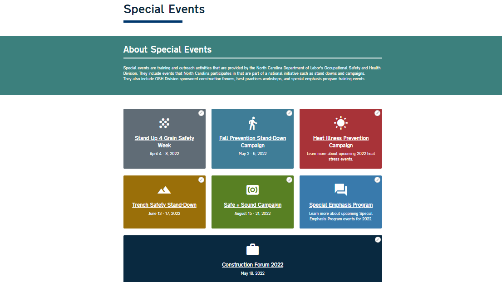 Special Events
About Special Events
Special events are training and outreach activities that are provided by the North Carolina Department of Labor's Occupational Safety and Health
Division. They include events that North Carolina participates in that are part of a national initiative such as stand downs and campaigns.
They also include OSH Division sponsored construction forums, best practices workshops, and special emphasis program training events.
Stand Up 4 Grain Safety
Week
April 4 - 8, 2022
Fall Prevention Stand-Down
Campaign
May 2 - 6, 2022
Heat Illness Prevention
Campaign
Learn more about upcoming 2022 heat
stress events.
Trench Safety Stand-Down
June 13 - 17, 2022
Safe + Sound Campaign
August 15 - 21, 2022
Special Emphasis Program
Learn more about upcoming Special
Emphasis Program events for 2022.
Construction Forum 2022
May 18, 2022